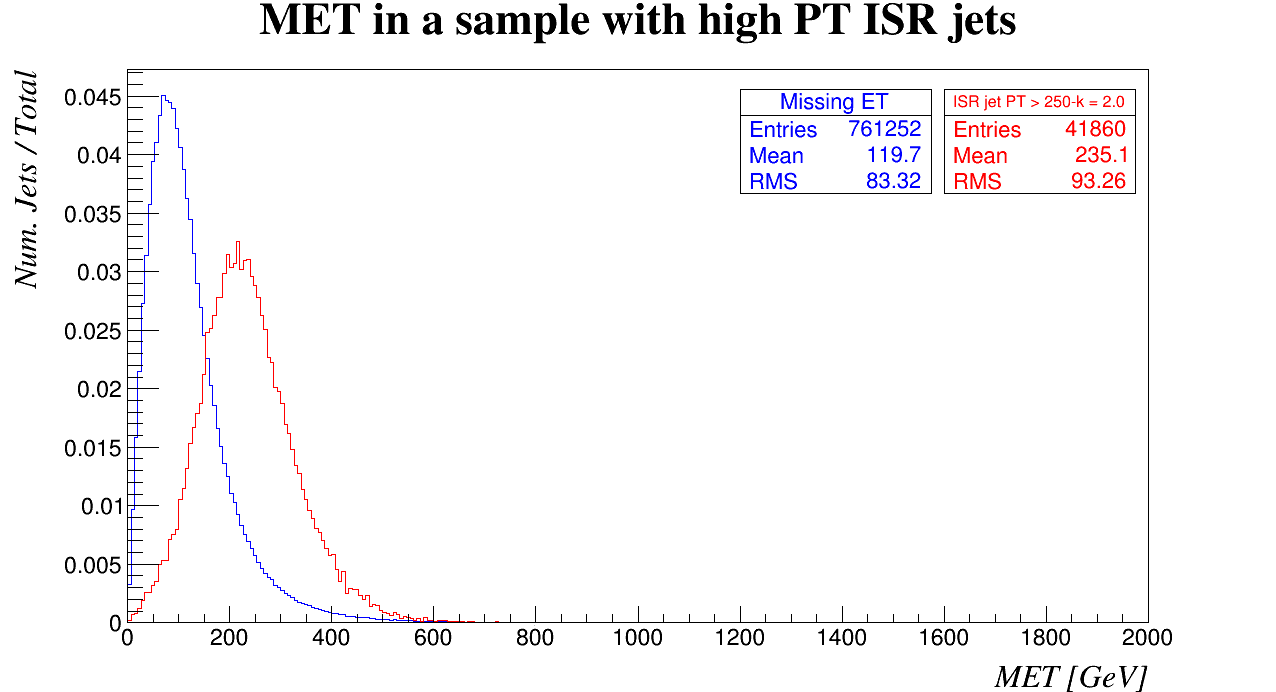 MET in a sample with high PT ISR jets
Num. Jets / Total
0.045
0.04
0.035
0.03
0.025
0.02
0.015
0.01
0.005
0
Missing ET
Entries 761252
Mean 119.7
RMS 83.32
ISR jet PT > 250-k = 2.0
Entries 41860
Mean 235.1
RMS 93.26
0 200 400 600 800 1000 1200 1400 1600 1800 2000
MET [GeV]